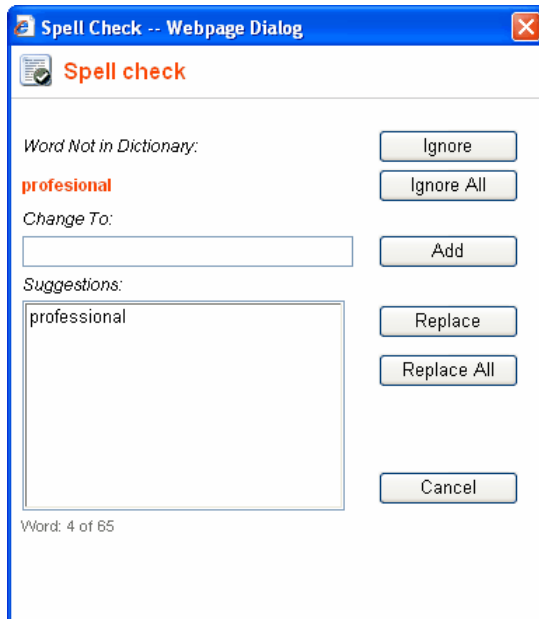 Spell Check -- Webpage Dialog
Spell check
Word Not in Dictionary:
Ignore
profesional
Ignore All
Change To:
Add
Suggestions:
professional
Replace
Replace All
Cancel
Word: 4 of 65